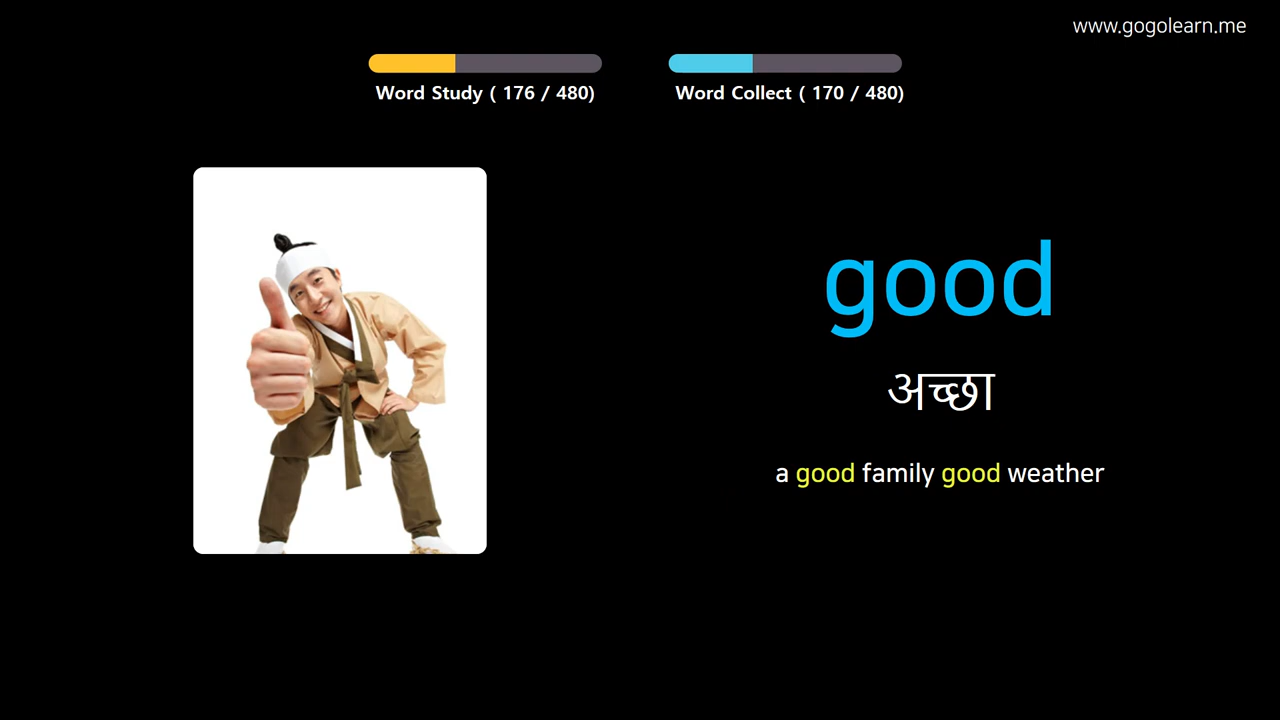 www.gogolearn.me
Word Study ( 176 / 480)
Word Collect ( 170 / 480)
good
अच्छा
a good family good weather